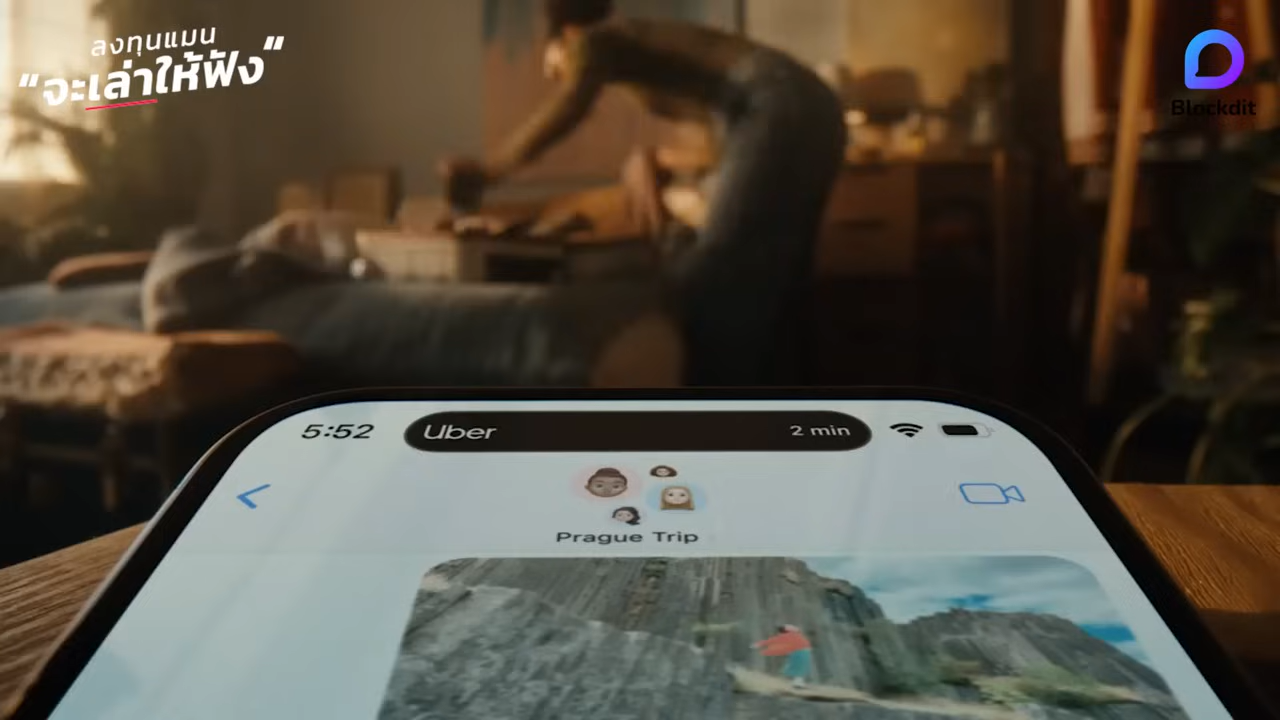 ลงทุนแมน
“จะเล่าให้ฟัง“
Blockdit
5:52
Uber
2 min
Prague Trip